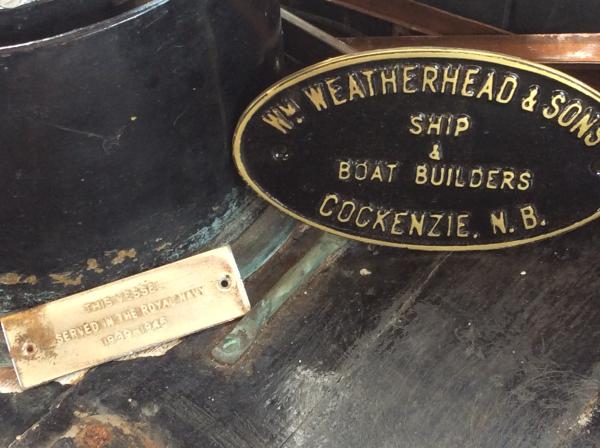 WM WEATHERHEAD & SONS
SHIP
&
BOAT BUILDERS
COCKENZIE, N. B.
THIS VESSEL
SERVED IN THE ROYAL NAVY
1939-1945